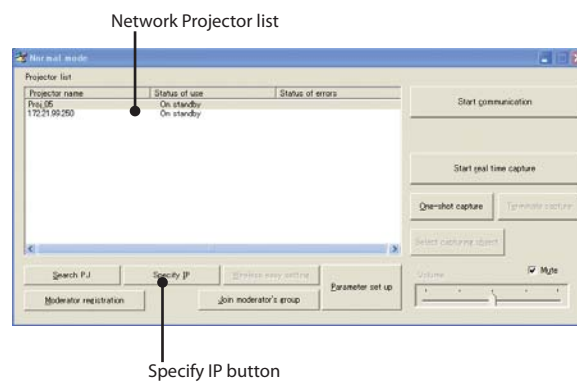 Network Projector list
Normal mode
Projector list
Projector name Status of use Status of errors
Proj_05 On standby
172.21.99.250 On standby
Start communication
Start real time capture
One-shot capture Terminate capture
Select capturing object
Search PJ Specify IP Wireless easy setting Parameter set up
Volume Mute
Moderator registration Join moderator's group
Specify IP button